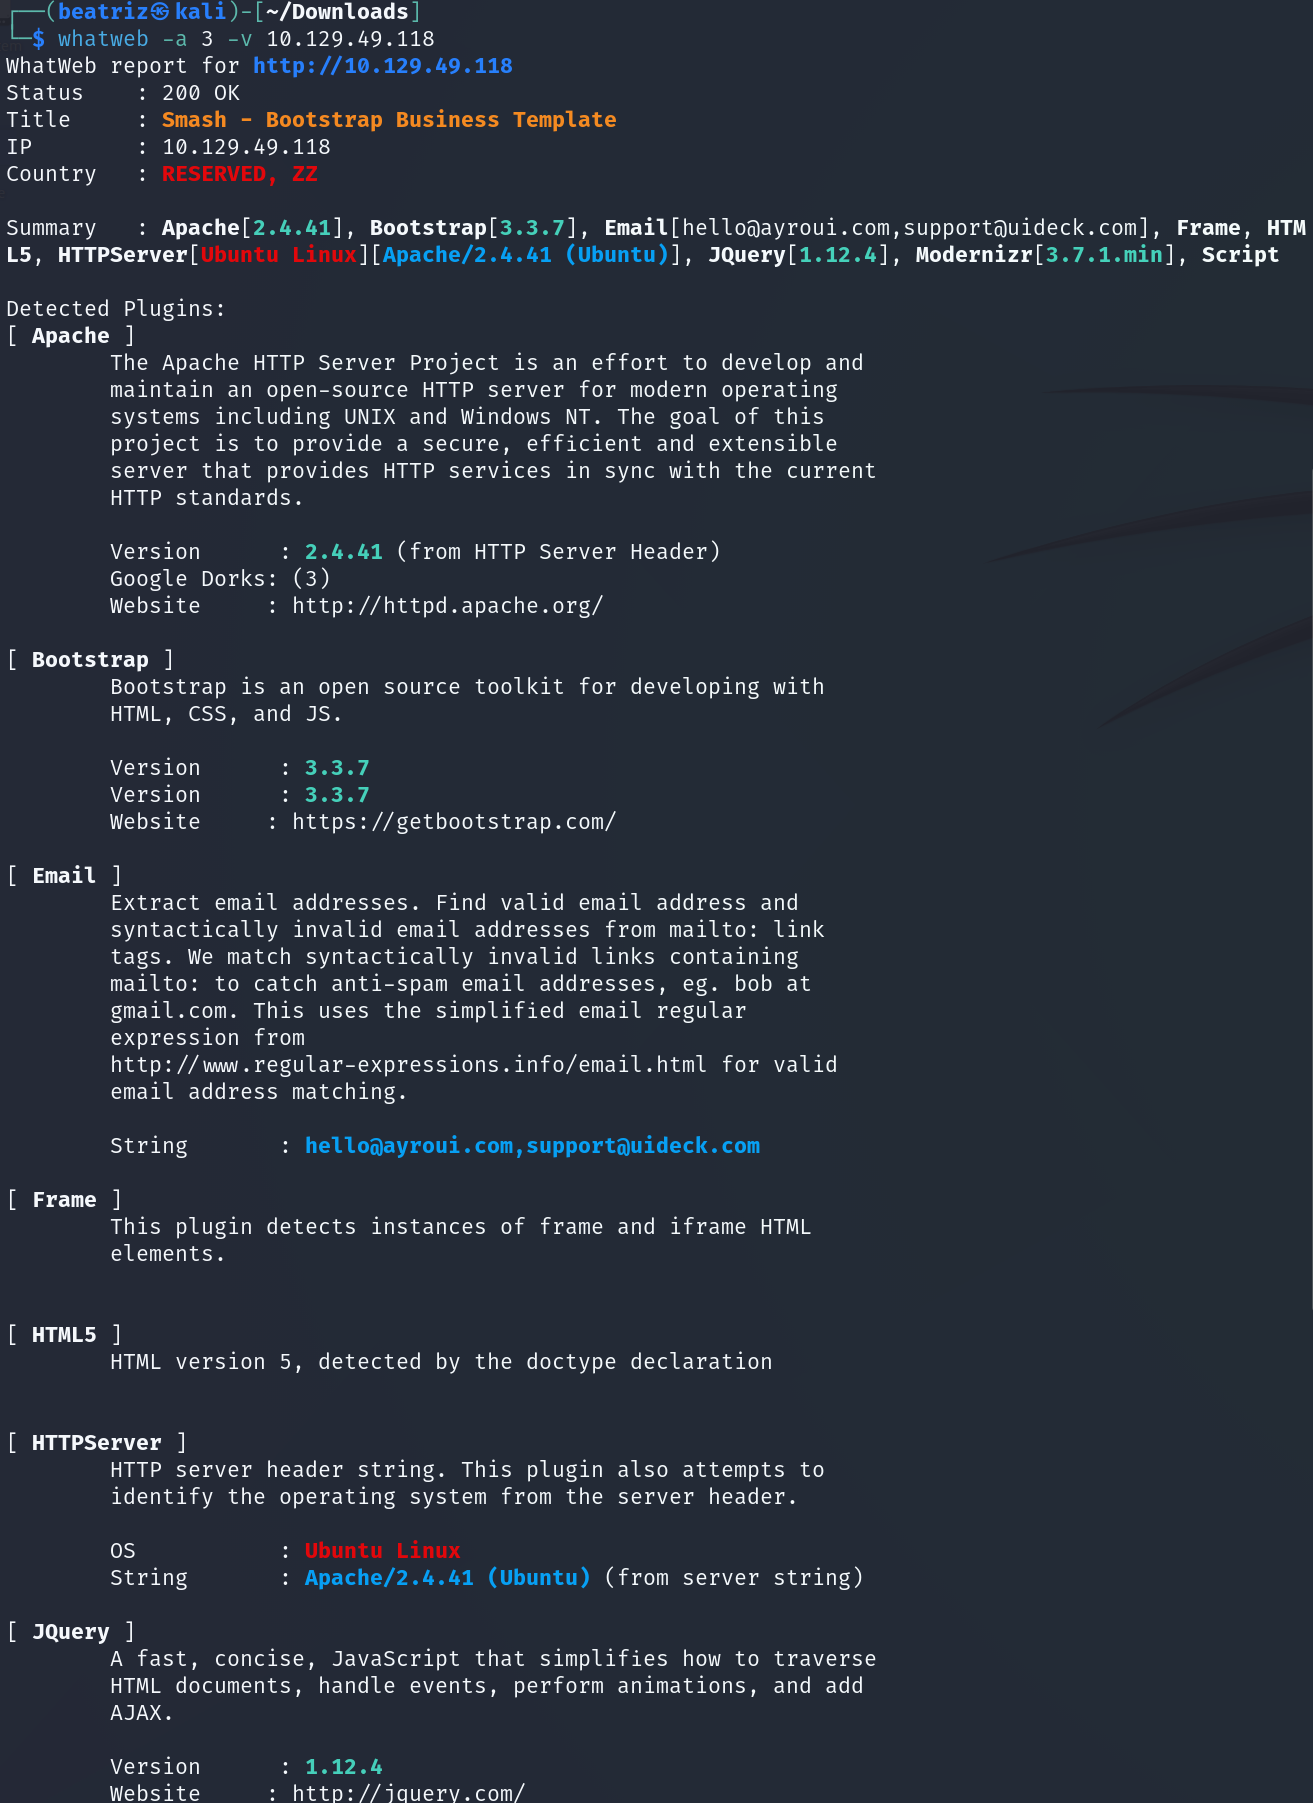 ┌──(beatriz㉿kali)-[~/Downloads]
└─$ whatweb -a 3 -v 10.129.49.118
WhatWeb report for http://10.129.49.118
Status    : 200 OK
Title     : Smash - Bootstrap Business Template
IP        : 10.129.49.118
Country   : RESERVED, ZZ
Summary   : Apache[2.4.41], Bootstrap[3.3.7], Email[hello@ayroui.com,support@uideck.com], Frame, HTM
L5, HTTPServer[Ubuntu Linux][Apache/2.4.41 (Ubuntu)], JQuery[1.12.4], Modernizr[3.7.1.min], Script
Detected Plugins:
[ Apache ]
The Apache HTTP Server Project is an effort to develop and
maintain an open-source HTTP server for modern operating
systems including UNIX and Windows NT. The goal of this
project is to provide a secure, efficient and extensible
server that provides HTTP services in sync with the current
HTTP standards.
Version      : 2.4.41 (from HTTP Server Header)
Google Dorks: (3)
Website     : http://httpd.apache.org/
[ Bootstrap ]
Bootstrap is an open source toolkit for developing with
HTML, CSS, and JS.
Version      : 3.3.7
Version      : 3.3.7
Website     : https://getbootstrap.com/
[ Email ]
Extract email addresses. Find valid email address and
syntactically invalid email addresses from mailto: link
tags. We match syntactically invalid links containing
mailto: to catch anti-spam email addresses, eg. bob at
gmail.com. This uses the simplified email regular
expression from
http://www.regular-expressions.info/email.html for valid
email address matching.
String       : hello@ayroui.com,support@uideck.com
[ Frame ]
This plugin detects instances of frame and iframe HTML
elements.
[ HTML5 ]
HTML version 5, detected by the doctype declaration
[ HTTPServer ]
HTTP server header string. This plugin also attempts to
identify the operating system from the server header.
OS           : Ubuntu Linux
String       : Apache/2.4.41 (Ubuntu) (from server string)
[ JQuery ]
A fast, concise, JavaScript that simplifies how to traverse
HTML documents, handle events, perform animations, and add
AJAX.
Version      : 1.12.4
Website     : http://jquery.com/